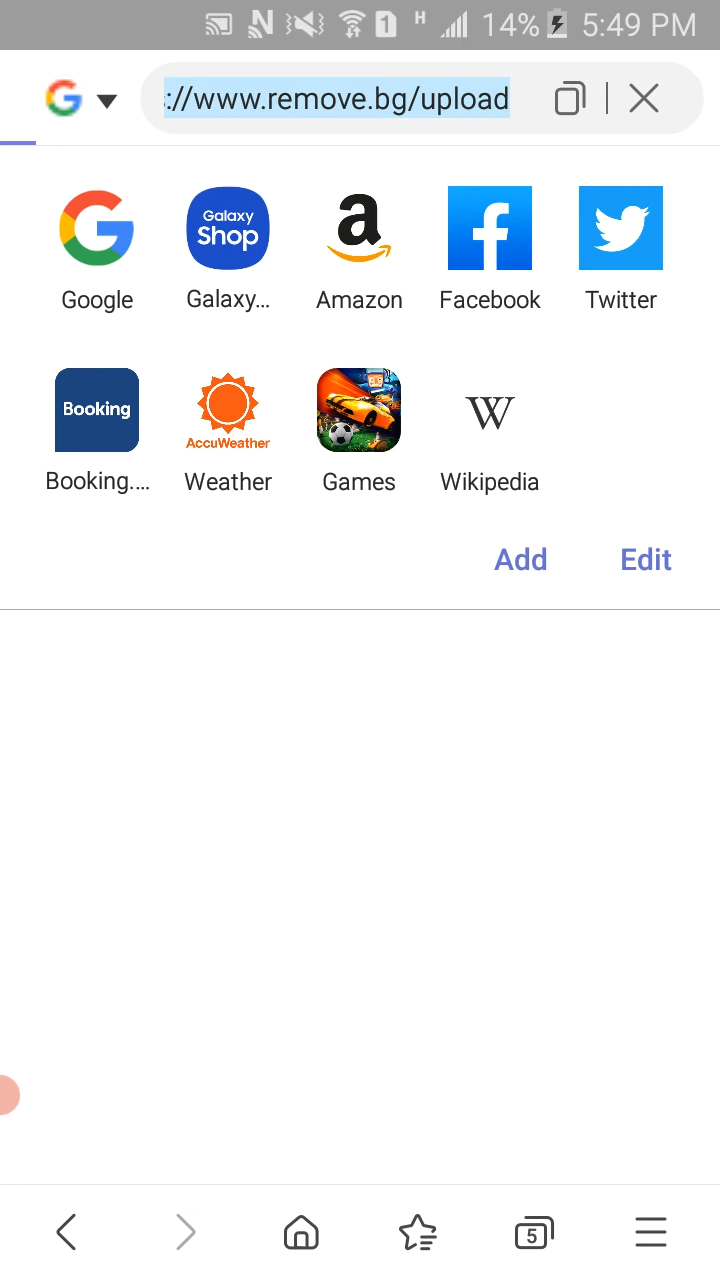 1 H 14% 5:49 PM
://www.remove.bg/upload
Galaxy
Shop
a
Google Galaxy... Amazon Facebook Twitter
Booking
AccuWeather
W
Booking.... Weather Games Wikipedia
Add Edit
5